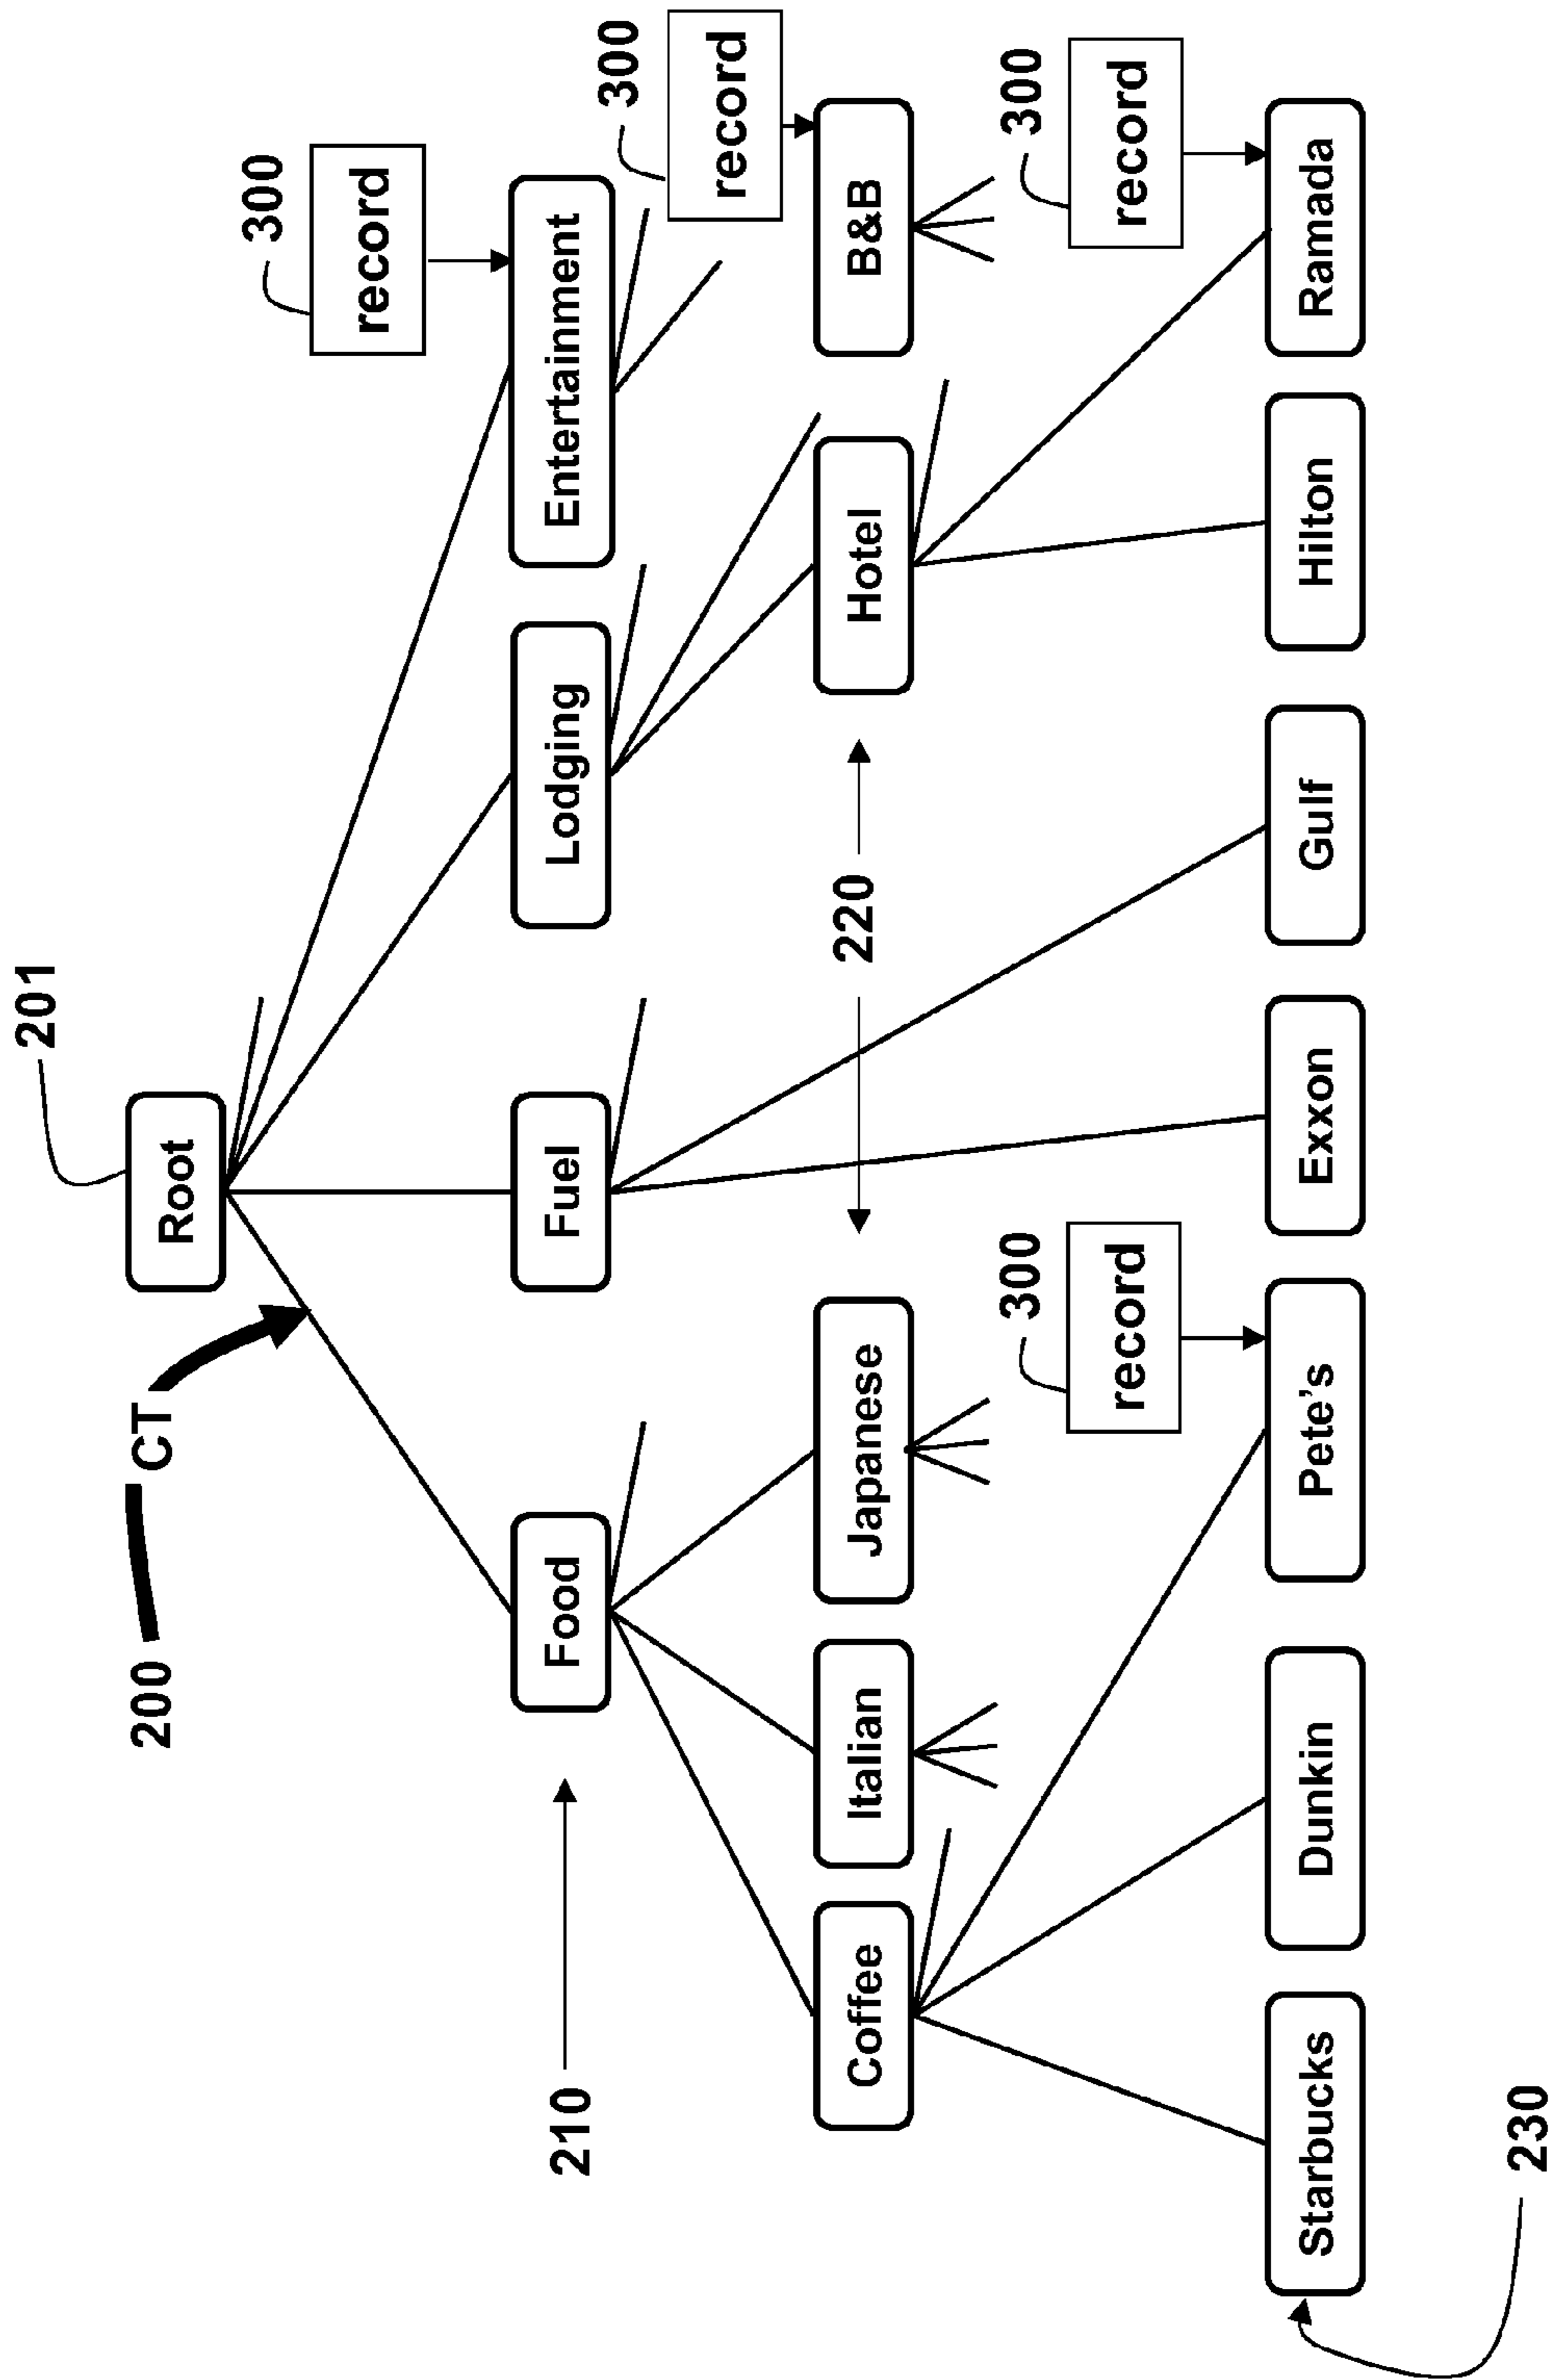 201
Root
200
CT
300
record
210
Food
Fuel
Lodging
Entertainment
300
record
Coffee
Italian
Japanese
220
Hotel
B&B
300
record
300
record
Starbucks
Dunkin
Pete's
Exxon
Gulf
Hilton
Ramada
230